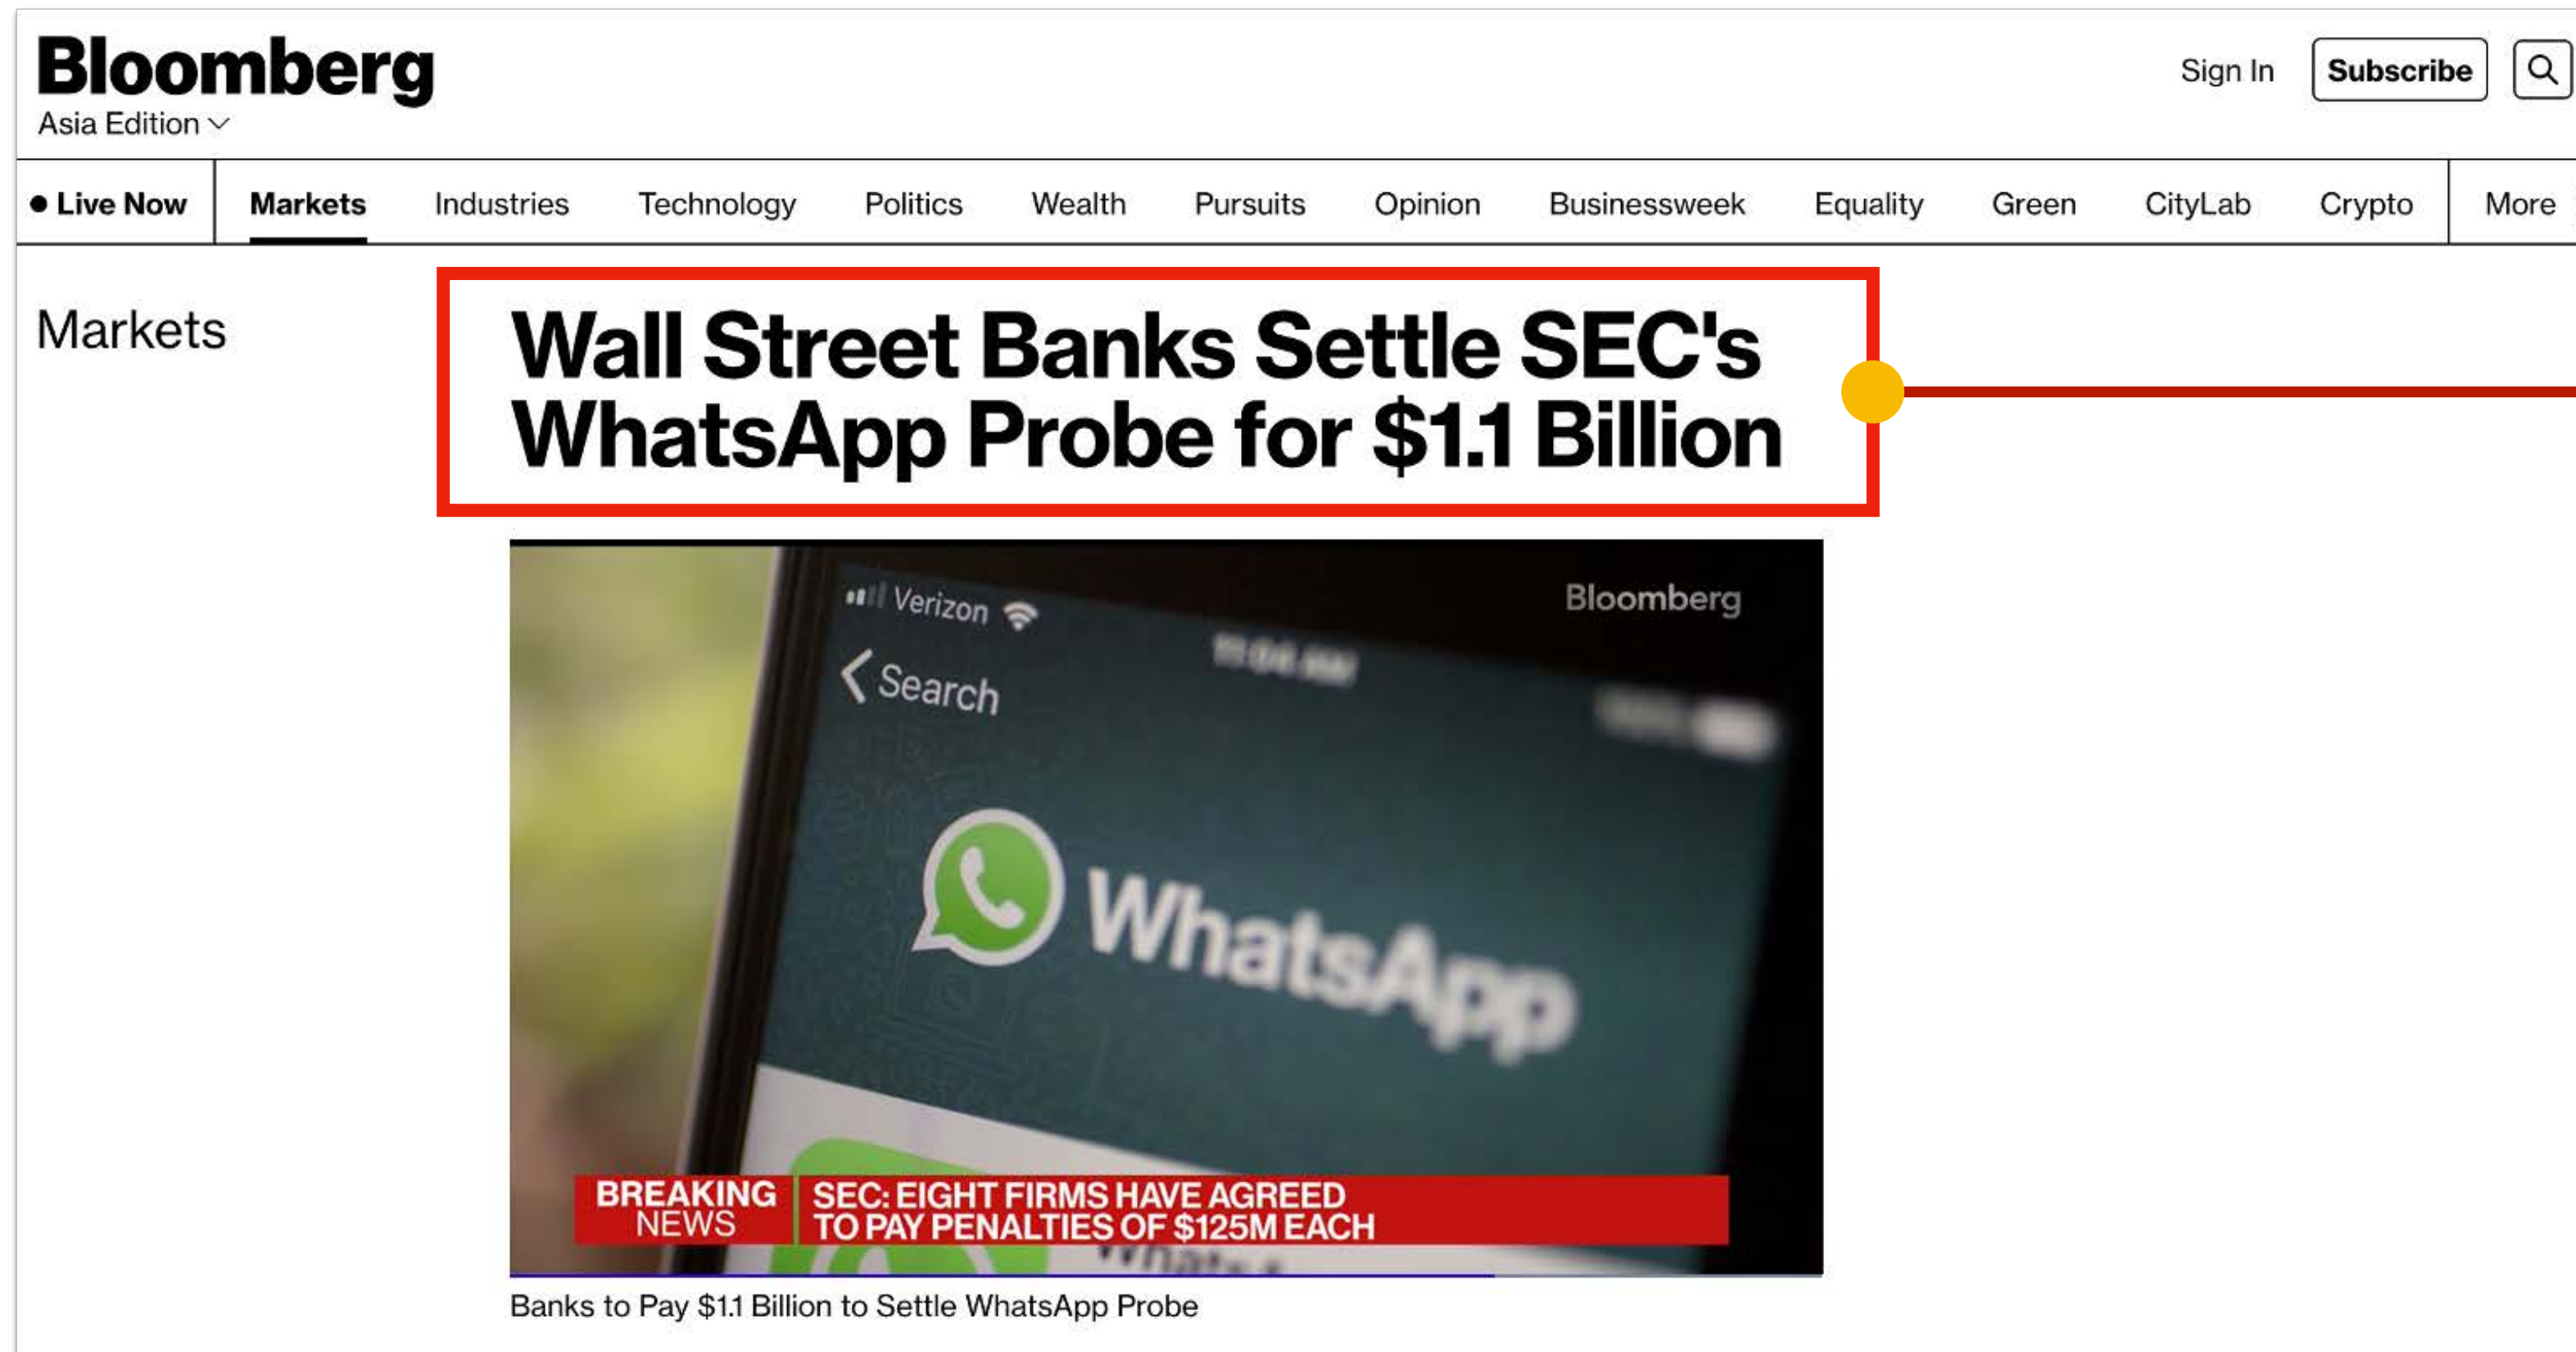 Bloomberg
Asia Edition
Sign In
Subscribe
Live Now
Markets
Industries
Technology
Politics
Wealth
Pursuits
Opinion
Businessweek
Equality
Green
CityLab
Crypto
More
Markets
Wall Street Banks Settle SEC's
WhatsApp Probe for $1.1 Billion
Verizon
11:04 AM
Bloomberg
Search
WhatsApp
BREAKING
NEWS
SEC: EIGHT FIRMS HAVE AGREED
TO PAY PENALTIES OF $125M EACH
Banks to Pay $1.1 Billion to Settle WhatsApp Probe